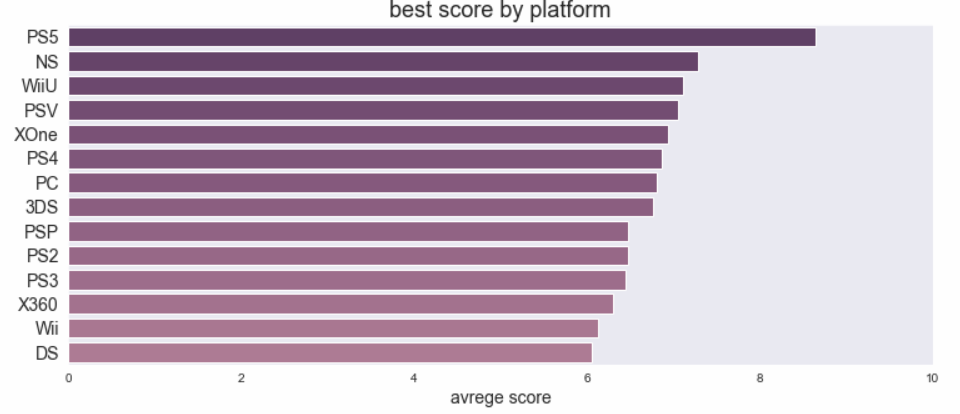 best score by platform
PS5
NS
WiiU
PSV
XOne
PS4
PC
3DS
PSP
PS2
PS3
X360
Wii
DS
0 2 4 6 8 10
avrege score